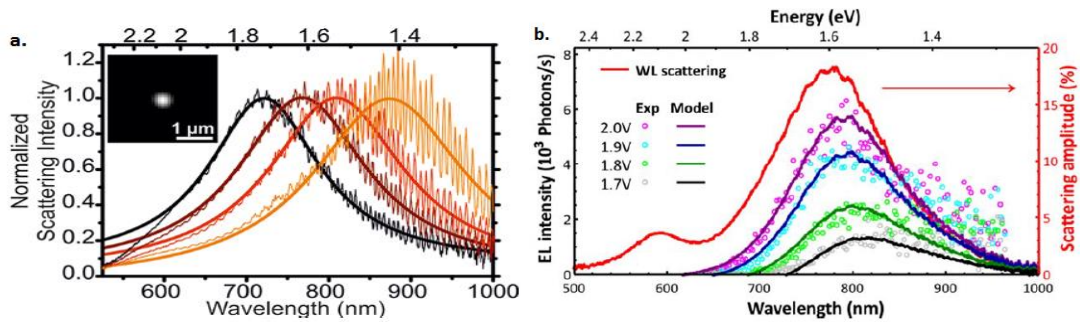 a.
2.2 2 1.8 1.6 1.4
Normalized
Scattering Intensity
1.2
1.0
0.8
0.6
0.4
0.2
0.0
1 μm
600 700 800 900 1000
Wavelength (nm)
b.
Energy (eV)
2.4 2.2 2 1.8 1.6 1.4
EL intensity (10³ Photons/s)
8
6
4
2
0
WL scattering
Exp Model
2.0V
1.9V
1.8V
1.7V
20
15
10
5
0
Scattering amplitude (%)
500 600 700 800 900 1000
Wavelength (nm)